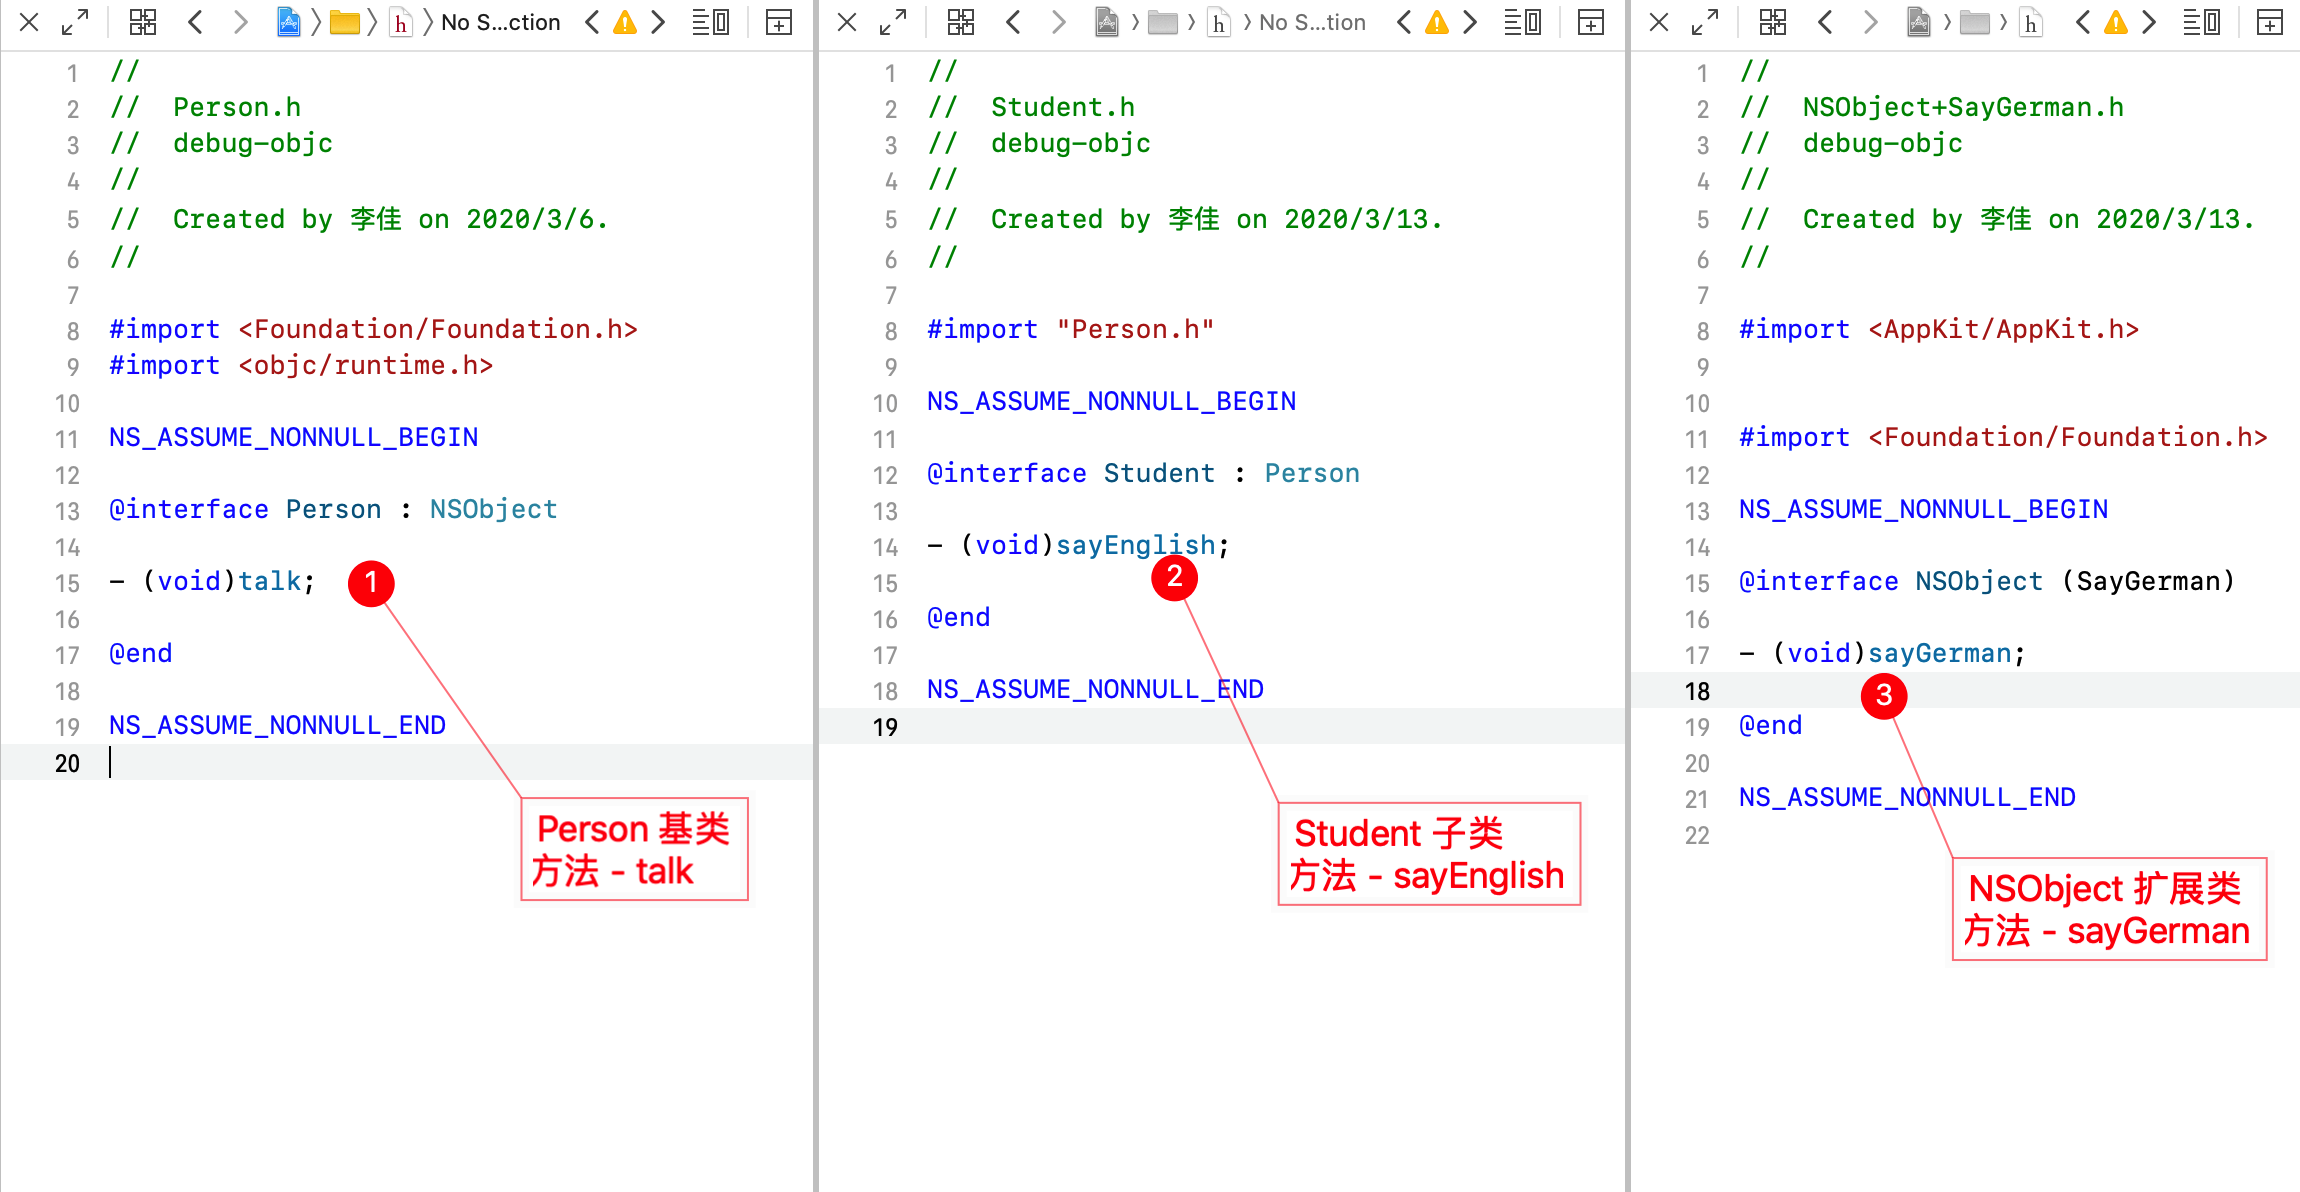 No S...ction
1 //
2 //  Person.h
3 //  debug-objc
4 //
5 //  Created by 李佳 on 2020/3/6.
6 //
7
8 #import <Foundation/Foundation.h>
9 #import <objc/runtime.h>
10
11 NS_ASSUME_NONNULL_BEGIN
12
13 @interface Person : NSObject
14
15 - (void)talk;
1
16
17 @end
18
19 NS_ASSUME_NONNULL_END
20
Person 基类
方法 - talk
No S...tion
1 //
2 //  Student.h
3 //  debug-objc
4 //
5 //  Created by 李佳 on 2020/3/13.
6 //
7
8 #import "Person.h"
9
10 NS_ASSUME_NONNULL_BEGIN
11
12 @interface Student : Person
13
14 - (void)sayEnglish;
2
15
16 @end
17
18 NS_ASSUME_NONNULL_END
19
Student 子类
方法 - sayEnglish
1 //
2 //  NSObject+SayGerman.h
3 //  debug-objc
4 //
5 //  Created by 李佳 on 2020/3/13.
6 //
7
8 #import <AppKit/AppKit.h>
9
10
11 #import <Foundation/Foundation.h>
12
13 NS_ASSUME_NONNULL_BEGIN
14
15 @interface NSObject (SayGerman)
16
17 - (void)sayGerman;
18
3
19 @end
20
21 NS_ASSUME_NONNULL_END
22
NSObject 扩展类
方法 - sayGerman